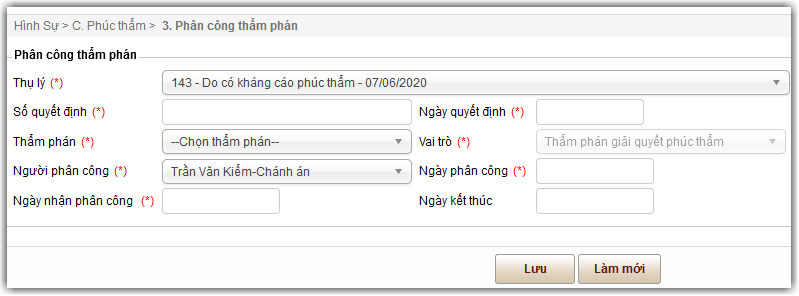 Hình Sự > C. Phúc thẩm > 3. Phân công thẩm phán
Phân công thẩm phán
Thụ lý (*) 143 - Do có kháng cáo phúc thẩm - 07/06/2020
Số quyết định (*) Ngày quyết định (*)
Thẩm phán (*) --Chọn thẩm phán-- Vai trò (*) Thẩm phán giải quyết phúc thẩm
Người phân công (*) Trần Văn Kiểm-Chánh án Ngày phân công (*)
Ngày nhận phân công (*) Ngày kết thúc
Lưu Làm mới